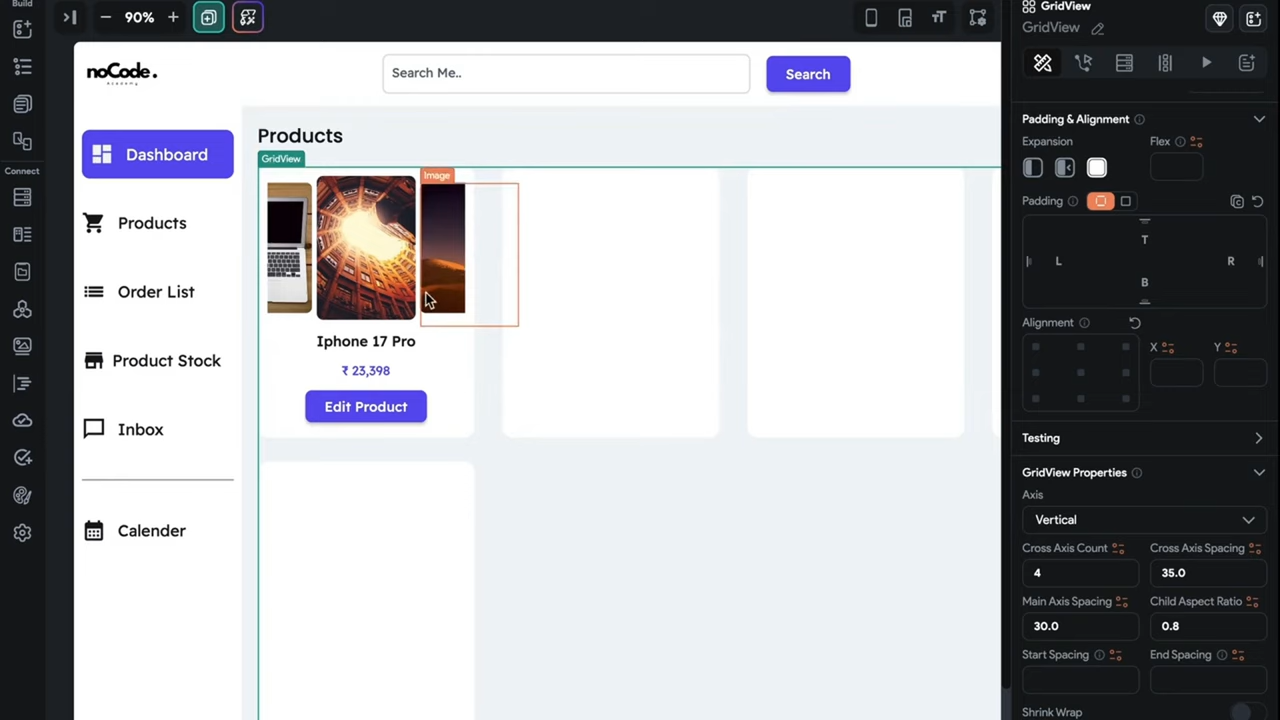 Build
90%
GridView
GridView
noCode.
Search Me..
Search
Products
GridView
Image
Dashboard
Products
Order List
Product Stock
Inbox
Calender
Iphone 17 Pro
₹ 23,398
Edit Product
Connect
Padding & Alignment
Expansion
Flex
Padding
T
L
R
B
Alignment
X
Y
Testing
GridView Properties
Axis
Vertical
Cross Axis Count
Cross Axis Spacing
4
35.0
Main Axis Spacing
Child Aspect Ratio
30.0
0.8
Start Spacing
End Spacing
Shrink Wrap